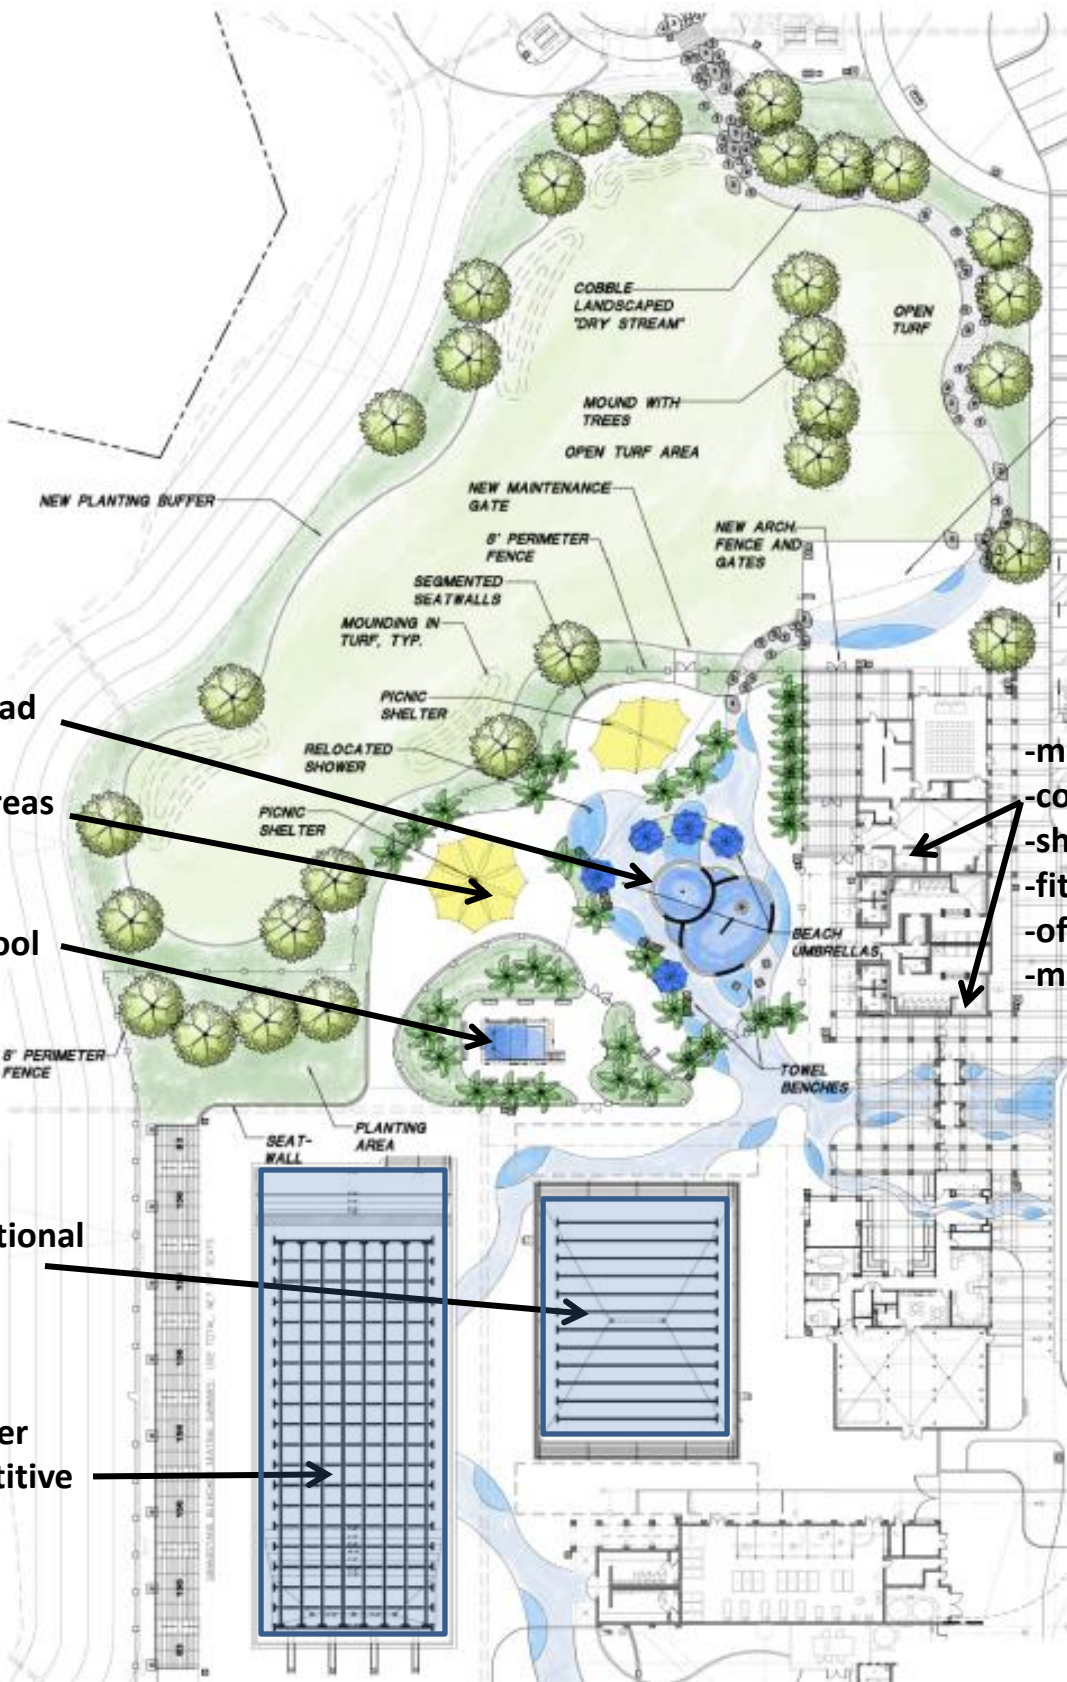 COBBLE
LANDSCAPED
"DRY STREAM"
OPEN
TURF
MOUND WITH
TREES
OPEN TURF AREA
NEW PLANTING BUFFER
NEW MAINTENANCE
GATE
NEW ARCH.
FENCE AND
GATES
8' PERIMETER
FENCE
SEGMENTED
SEATWALLS
MOUNDING IN
TURF, TYP.
PICNIC
SHELTER
ad
RELOCATED
SHOWER
-m
-co
-sh
-fit
-of
-m
reas
PICNIC
SHELTER
ool
BEACH
UMBRELLAS
8' PERIMETER
FENCE
TOWEL
BENCHES
SEAT-
WALL
PLANTING
AREA
tional
er
titive